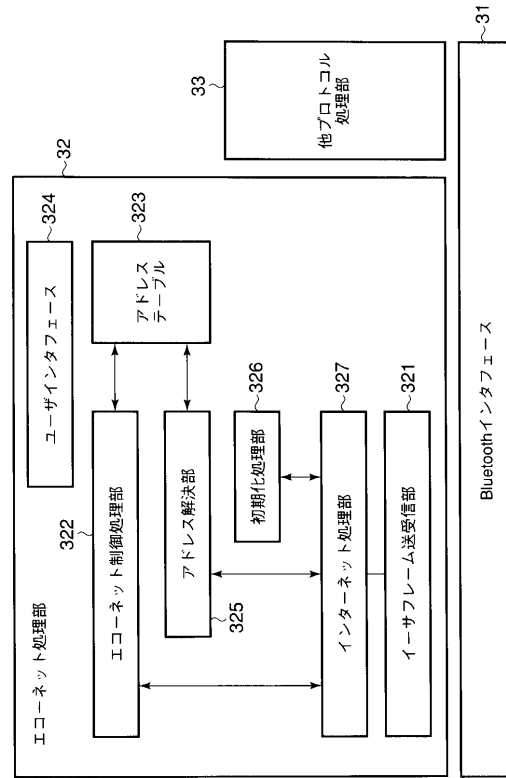 エコーネット処理部
32
ユーザインタフェース
324
322
エコーネット制御処理部
アドレス
テーブル
323
アドレス解決部
325
初期化処理部
326
インターネット処理部
327
イーサフレーム送受信部
321
他プロトコル
処理部
33
Bluetoothインタフェース
31